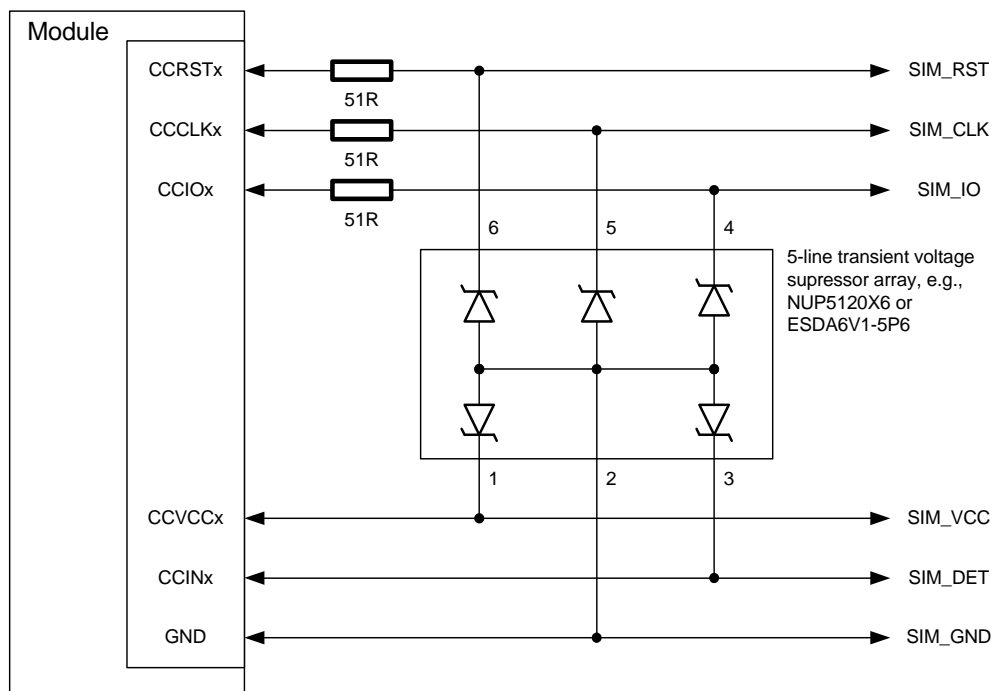 Module
CCRSTx
51R
SIM_RST
CCCLKx
51R
SIM_CLK
CCIOx
51R
SIM_IO
6
5
4
5-line transient voltage
supressor array, e.g.,
NUP5120X6 or
ESDA6V1-5P6
1
2
3
CCVCCx
SIM_VCC
CCINx
SIM_DET
GND
SIM_GND